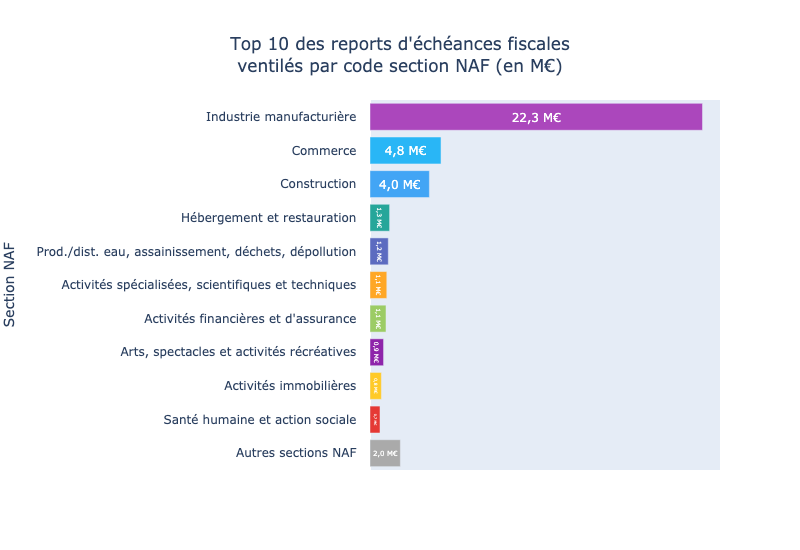 Top 10 des reports d'échéances fiscales
ventilés par code section NAF (en M€)
Section NAF
Industrie manufacturière 22,3 M€
Commerce 4,8 M€
Construction 4,0 M€
Hébergement et restauration 1,3 M€
Prod./dist. eau, assainissement, déchets, dépollution 1,2 M€
Activités spécialisées, scientifiques et techniques 1,1 M€
Activités financières et d'assurance 1,1 M€
Arts, spectacles et activités récréatives 0,9 M€
Activités immobilières
Santé humaine et action sociale
Autres sections NAF 2,0 M€